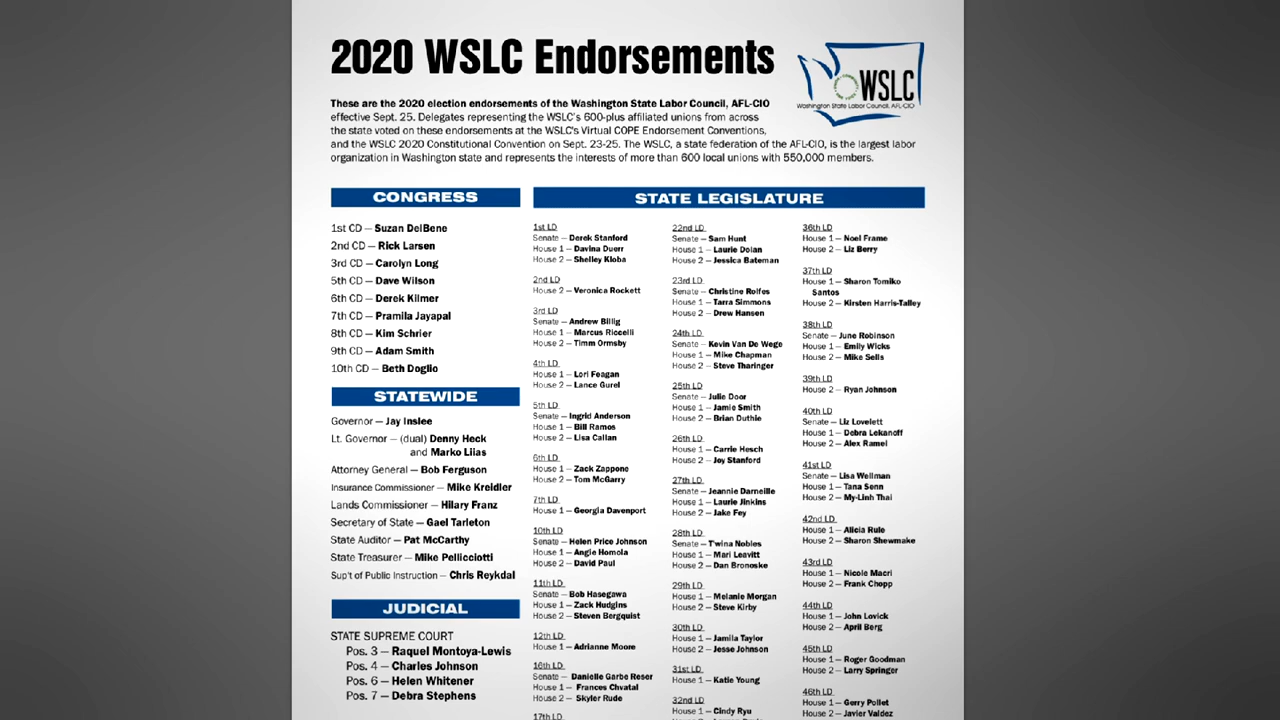 2020 WSLC Endorsements
WSLC
Washington State Labor Council, AFL-CIO
These are the 2020 election endorsements of the Washington State Labor Council, AFL-CIO
effective Sept. 25. Delegates representing the WSLC's 600-plus affiliated unions from across
the state voted on these endorsements at the WSLC's Virtual COPE Endorsement Conventions,
and the WSLC 2020 Constitutional Convention on Sept. 23-25. The WSLC, a state federation of the AFL-CIO, is the largest labor
organization in Washington state and represents the interests of more than 600 local unions with 550,000 members.
CONGRESS
1st CD — Suzan DelBene
2nd CD — Rick Larsen
3rd CD — Carolyn Long
5th CD — Dave Wilson
6th CD — Derek Kilmer
7th CD — Pramila Jayapal
8th CD — Kim Schrier
9th CD — Adam Smith
10th CD — Beth Doglio
STATEWIDE
Governor — Jay Inslee
Lt. Governor — (dual) Denny Heck
and Marko Liias
Attorney General — Bob Ferguson
Insurance Commissioner — Mike Kreidler
Lands Commissioner — Hilary Franz
Secretary of State — Gael Tarleton
State Auditor — Pat McCarthy
State Treasurer — Mike Pellicciotti
Sup't of Public Instruction — Chris Reykdal
JUDICIAL
STATE SUPREME COURT
Pos. 3 — Raquel Montoya-Lewis
Pos. 4 — Charles Johnson
Pos. 6 — Helen Whitener
Pos. 7 — Debra Stephens
STATE LEGISLATURE
1st LD
Senate — Derek Stanford
House 1 — Davina Duerr
House 2 — Shelley Kloba
2nd LD
House 2 — Veronica Rockett
3rd LD
Senate — Andrew Billig
House 1 — Marcus Riccelli
House 2 — Timm Ormsby
4th LD
House 1 — Lori Feagan
House 2 — Lance Gurel
5th LD
Senate — Ingrid Anderson
House 1 — Bill Ramos
House 2 — Lisa Callan
6th LD
House 1 — Zack Zappone
House 2 — Tom McGarry
7th LD
House 1 — Georgia Davenport
10th LD
Senate — Helen Price Johnson
House 1 — Angie Homola
House 2 — David Paul
11th LD
Senate — Bob Hasegawa
House 1 — Zack Hudgins
House 2 — Steven Bergquist
12th LD
House 1 — Adrianne Moore
16th LD
Senate — Danielle Garbe Reser
House 1 — Frances Chvatal
House 2 — Skyler Rude
17th LD
22nd LD
Senate — Sam Hunt
House 1 — Laurie Dolan
House 2 — Jessica Bateman
23rd LD
Senate — Christine Rolfes
House 1 — Tarra Simmons
House 2 — Drew Hansen
24th LD
Senate — Kevin Van De Wege
House 1 — Mike Chapman
House 2 — Steve Tharinger
25th LD
Senate — Julie Door
House 1 — Jamie Smith
House 2 — Brian Duthie
26th LD
House 1 — Carrie Hesch
House 2 — Joy Stanford
27th LD
Senate — Jeannie Darneille
House 1 — Laurie Jinkins
House 2 — Jake Fey
28th LD
Senate — T'wina Nobles
House 1 — Mari Leavitt
House 2 — Dan Bronoske
29th LD
House 1 — Melanie Morgan
House 2 — Steve Kirby
30th LD
House 1 — Jamila Taylor
House 2 — Jesse Johnson
31st LD
House 1 — Katie Young
32nd LD
House 1 — Cindy Ryu
36th LD
House 1 — Noel Frame
House 2 — Liz Berry
37th LD
House 1 — Sharon Tomiko
Santos
House 2 — Kirsten Harris-Talley
38th LD
Senate — June Robinson
House 1 — Emily Wicks
House 2 — Mike Sells
39th LD
House 2 — Ryan Johnson
40th LD
Senate — Liz Lovelett
House 1 — Debra Lekanoff
House 2 — Alex Ramel
41st LD
Senate — Lisa Wellman
House 1 — Tana Senn
House 2 — My-Linh Thai
42nd LD
House 1 — Alicia Rule
House 2 — Sharon Shewmake
43rd LD
House 1 — Nicole Macri
House 2 — Frank Chopp
44th LD
House 1 — John Lovick
House 2 — April Berg
45th LD
House 1 — Roger Goodman
House 2 — Larry Springer
46th LD
House 1 — Gerry Pollet
House 2 — Javier Valdez